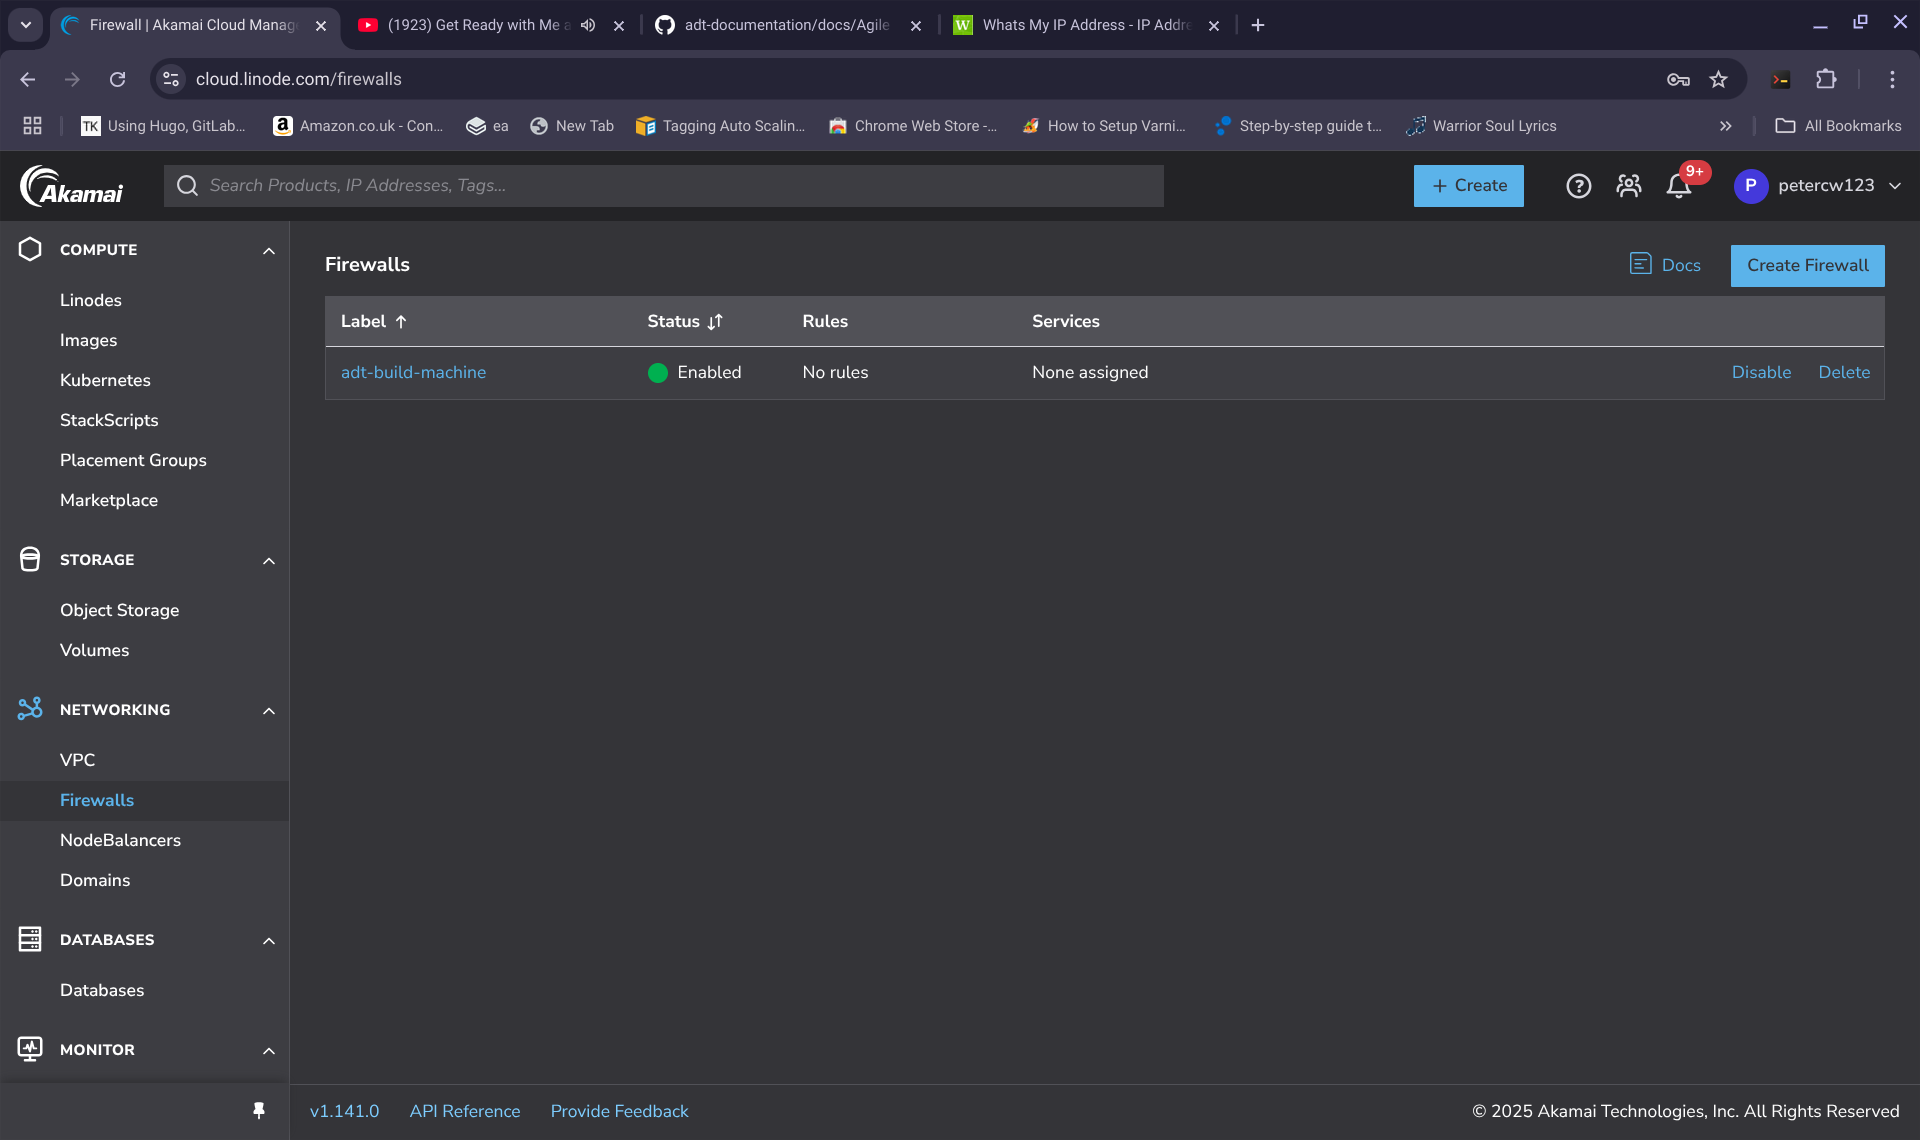 Firewall | Akamai Cloud Manag
(1923) Get Ready with Me a
adt-documentation/docs/Agile
W Whats My IP Address - IP Addre
cloud.linode.com/firewalls
TK Using Hugo, GitLab...
a Amazon.co.uk - Con...
ea
New Tab
Tagging Auto Scalin...
Chrome Web Store -...
How to Setup Varni...
Step-by-step guide t...
Warrior Soul Lyrics
All Bookmarks
Akamai
Search Products, IP Addresses, Tags...
+ Create
9+
P petercw123
COMPUTE
Linodes
Images
Kubernetes
StackScripts
Placement Groups
Marketplace
STORAGE
Object Storage
Volumes
NETWORKING
VPC
Firewalls
NodeBalancers
Domains
DATABASES
Databases
MONITOR
Firewalls
Docs
Create Firewall
Label Status Rules Services
adt-build-machine Enabled No rules None assigned Disable Delete
v1.141.0 API Reference Provide Feedback
© 2025 Akamai Technologies, Inc. All Rights Reserved